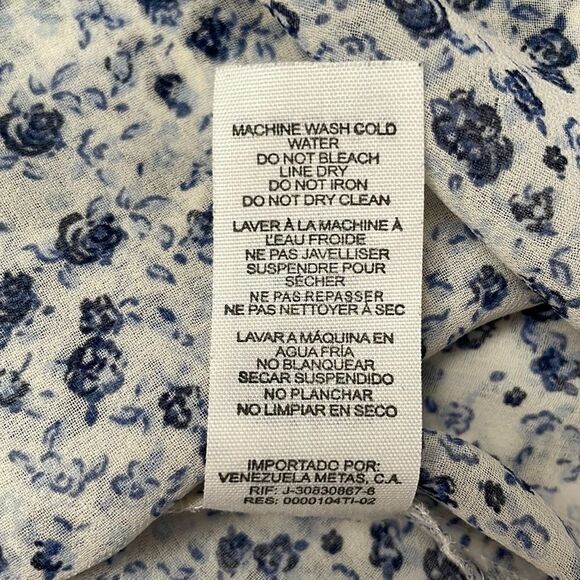 MACHINE WASH COLD
WATER
DO NOT BLEACH
LINE DRY
DO NOT IRON
DO NOT DRY CLEAN
LAVER À LA MACHINE À
L'EAU FROIDE
NE PAS JAVELLISER
SUSPENDRE POUR
SÉCHER
NE PAS REPASSER
NE PAS NETTOYER À SEC
LAVAR A MÁQUINA EN
AGUA FRÍA
NO BLANQUEAR
SECAR SUSPENDIDO
NO PLANCHAR
NO LIMPIAR EN SECO
IMPORTADO POR:
VENEZUELA METAS, C.A.
RIF: J-30830867-6
RES: 0000104TI-02